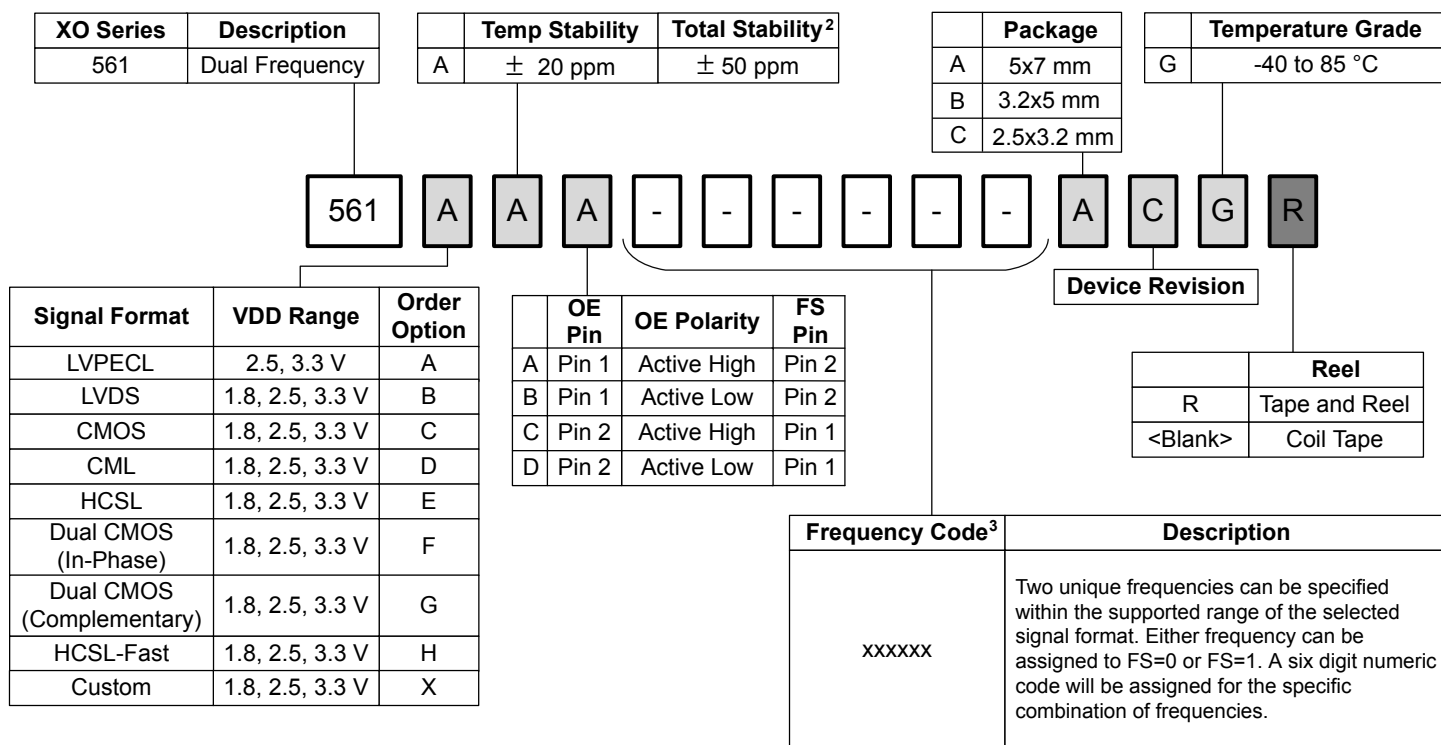 XO Series Description
561 Dual Frequency
Temp Stability Total Stability²
A ± 20 ppm ± 50 ppm
Package
A 5x7 mm
B 3.2x5 mm
C 2.5x3.2 mm
Temperature Grade
G -40 to 85 °C
561 A A A - - - - - - A C G R
Signal Format VDD Range Order Option
LVPECL 2.5, 3.3 V A
LVDS 1.8, 2.5, 3.3 V B
CMOS 1.8, 2.5, 3.3 V C
CML 1.8, 2.5, 3.3 V D
HCSL 1.8, 2.5, 3.3 V E
Dual CMOS
(In-Phase) 1.8, 2.5, 3.3 V F
Dual CMOS
(Complementary) 1.8, 2.5, 3.3 V G
HCSL-Fast 1.8, 2.5, 3.3 V H
Custom 1.8, 2.5, 3.3 V X
OE Pin OE Polarity FS Pin
A Pin 1 Active High Pin 2
B Pin 1 Active Low Pin 2
C Pin 2 Active High Pin 1
D Pin 2 Active Low Pin 1
Device Revision
Reel
R Tape and Reel
<Blank> Coil Tape
Frequency Code³ Description
xxxxxx
Two unique frequencies can be specified
within the supported range of the selected
signal format. Either frequency can be
assigned to FS=0 or FS=1. A six digit numeric
code will be assigned for the specific
combination of frequencies.